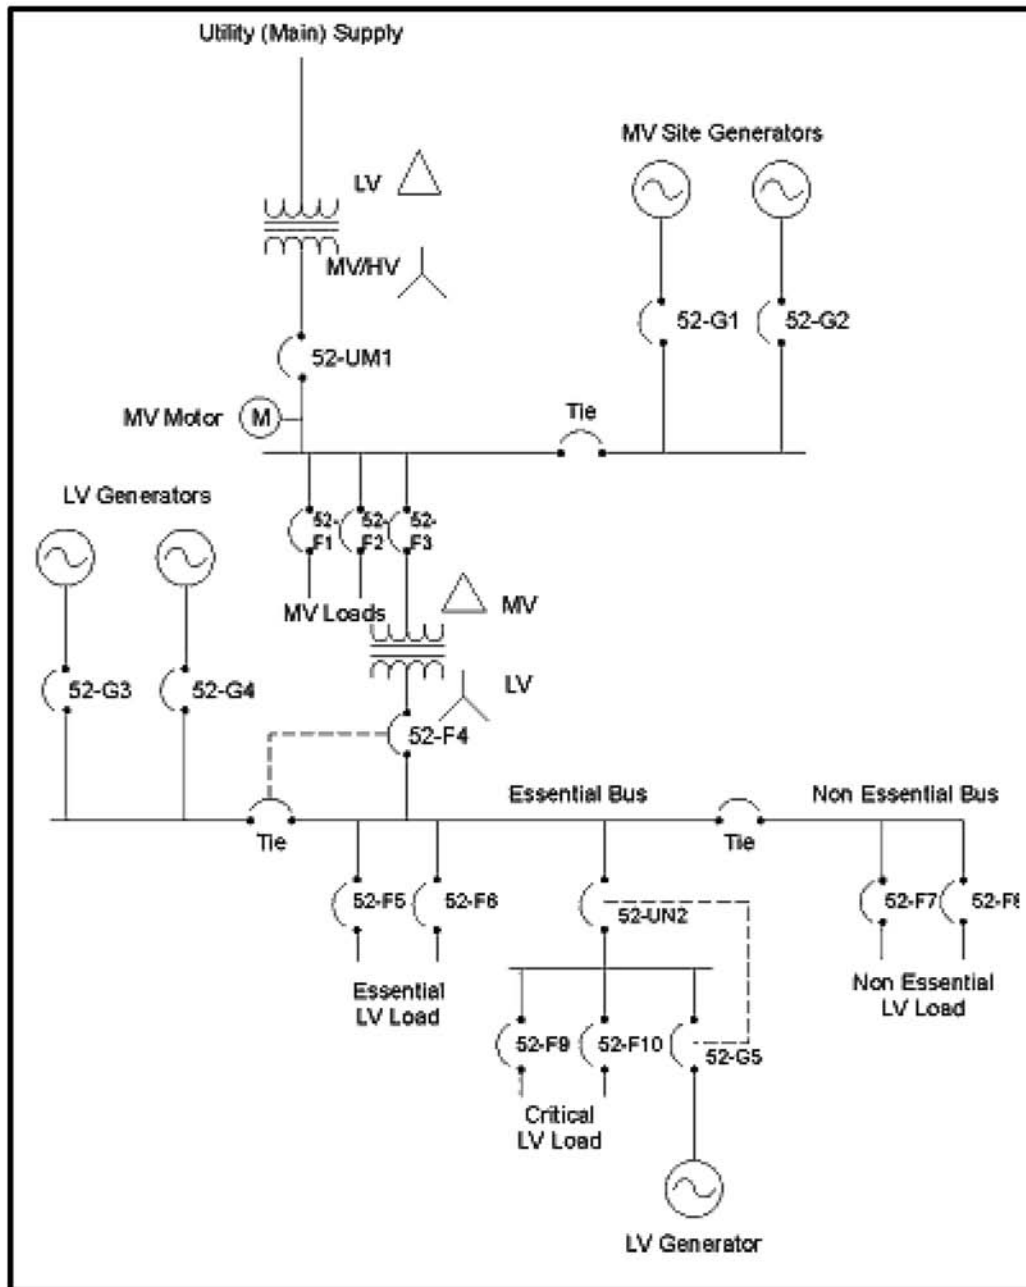 Utility (Main) Supply
MV Site Generators
LV
MV/HV
52-G1
52-G2
52-UM1
MV Motor
M
Tie
LV Generators
52-
F1
52-
F2
52-
F3
MV Loads
MV
LV
52-G3
52-G4
52-F4
Essential Bus
Non Essential Bus
Tie
Tie
52-F5
52-F6
52-UN2
52-F7
52-F8
Essential
LV Load
Non Essential
LV Load
52-F9
52-F10
52-G5
Critical
LV Load
LV Generator